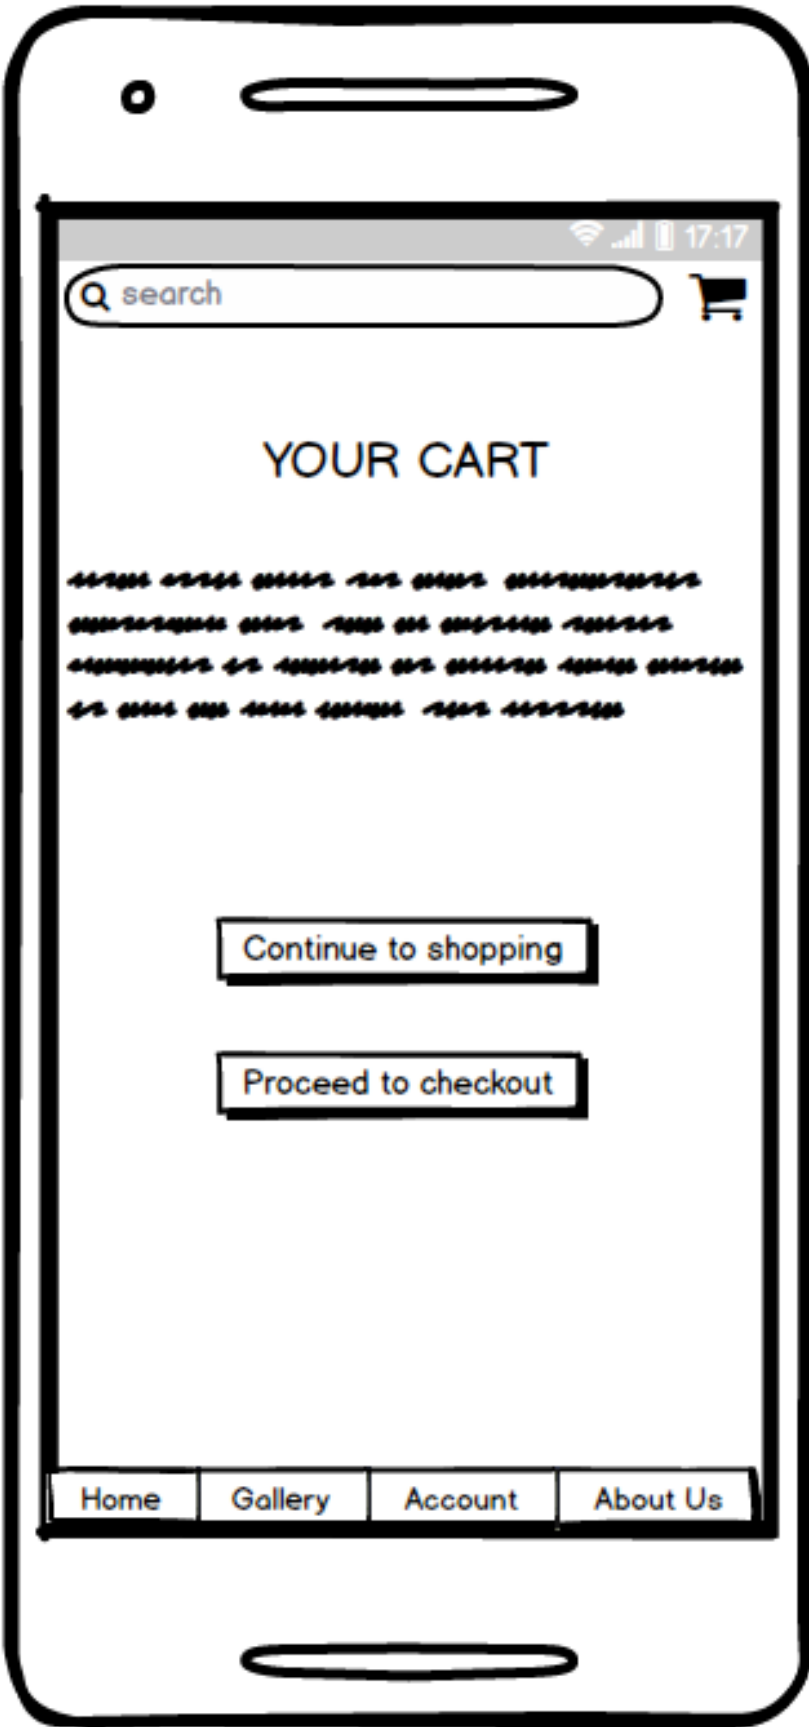 17:17
search
YOUR CART
Continue to shopping
Proceed to checkout
Home Gallery Account About Us